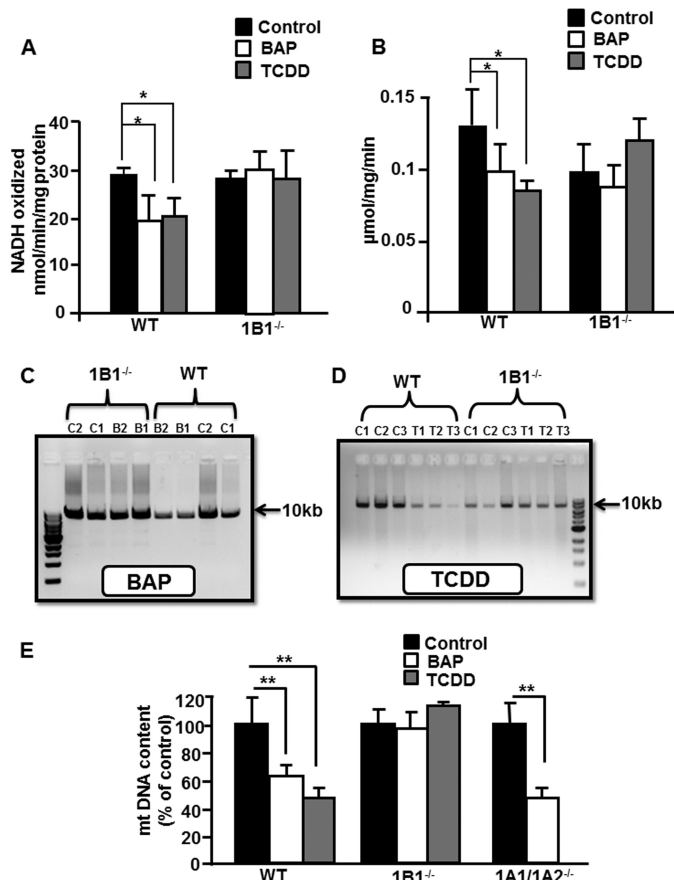 A
Control
BAP
TCDD
*
*
NADH oxidized
nmol/min/mg protein
40
30
20
30
0
WT
1B1-/-
B
Control
BAP
TCDD
*
*
µmol/mg/min
0.15
0.1
0.05
0
WT
1B1-/-
C
1B1-/- WT
C2 C1 B2 B1 B2 B1 C2 C1
10kb
BAP
D
WT 1B1-/-
C1 C2 C3 T1 T2 T3 C1 C2 C3 T1 T2 T3
10kb
TCDD
E
Control
BAP
TCDD
**
**
**
mt DNA content
(% of control)
120
100
80
60
40
20
0
WT 1B1-/- 1A1/1A2-/-